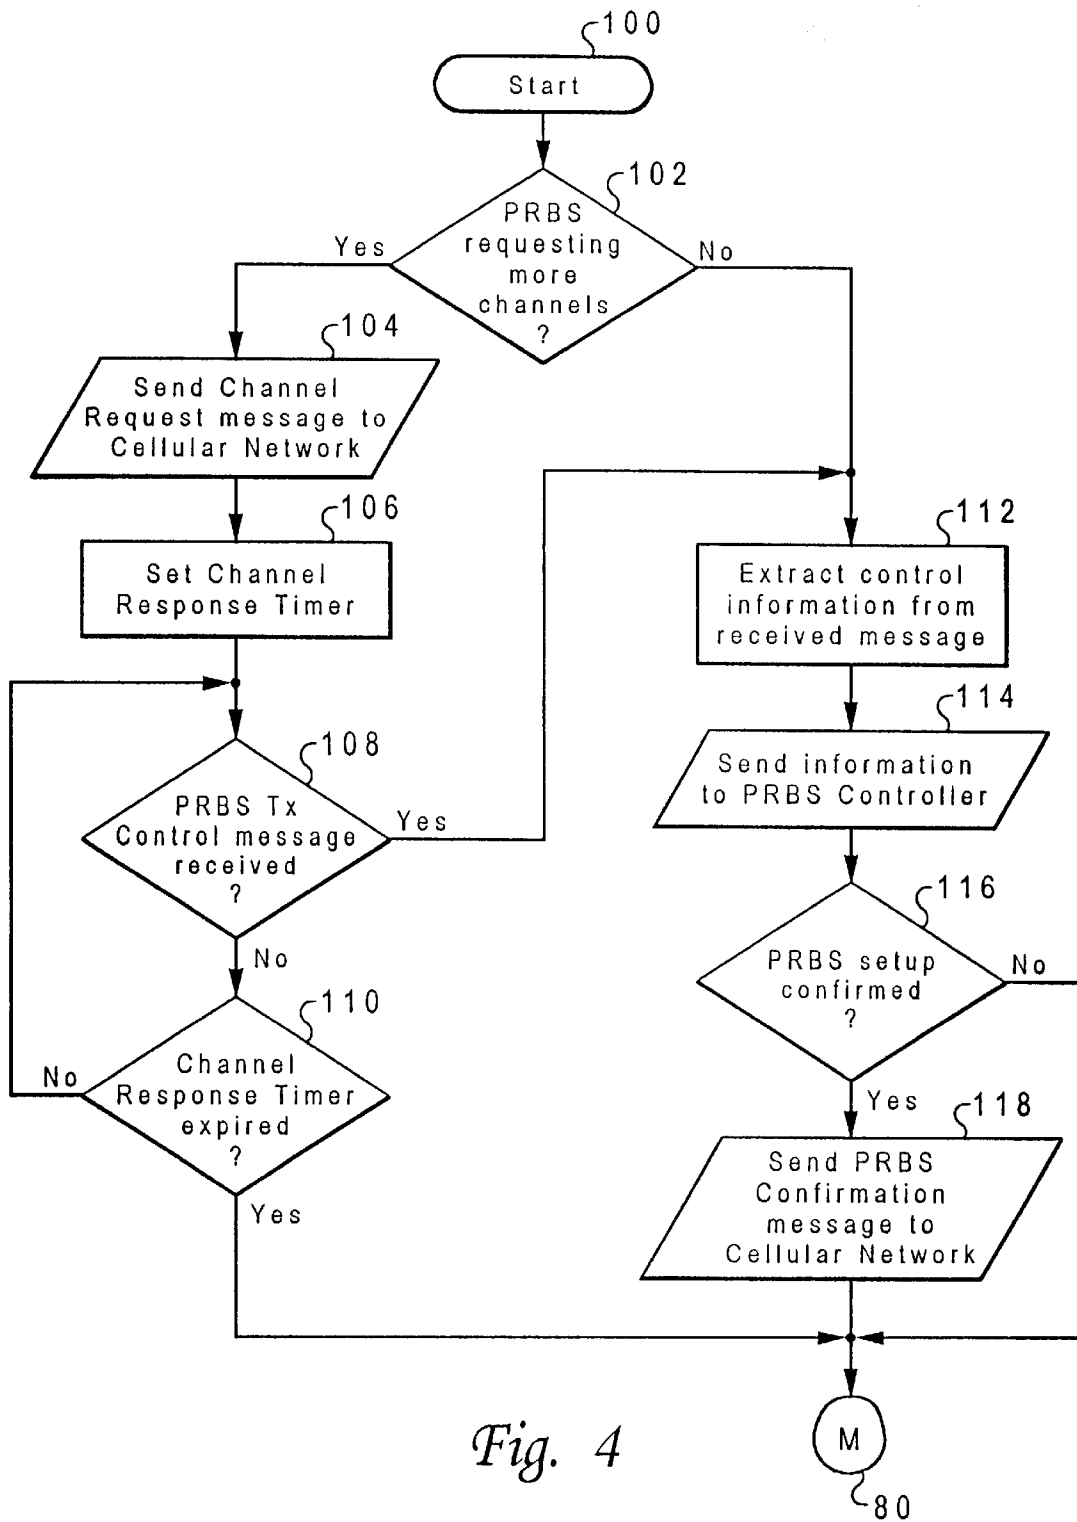 100
Start
102
PRBS
requesting
more
channels
?
Yes
No
104
Send Channel
Request message to
Cellular Network
106
Set Channel
Response Timer
112
Extract control
information from
received message
114
Send information
to PRBS Controller
108
PRBS Tx
Control message
received
?
Yes
No
116
PRBS setup
confirmed
?
No
Yes
110
Channel
Response Timer
expired
?
No
Yes
118
Send PRBS
Confirmation
message to
Cellular Network
M
80
Fig. 4